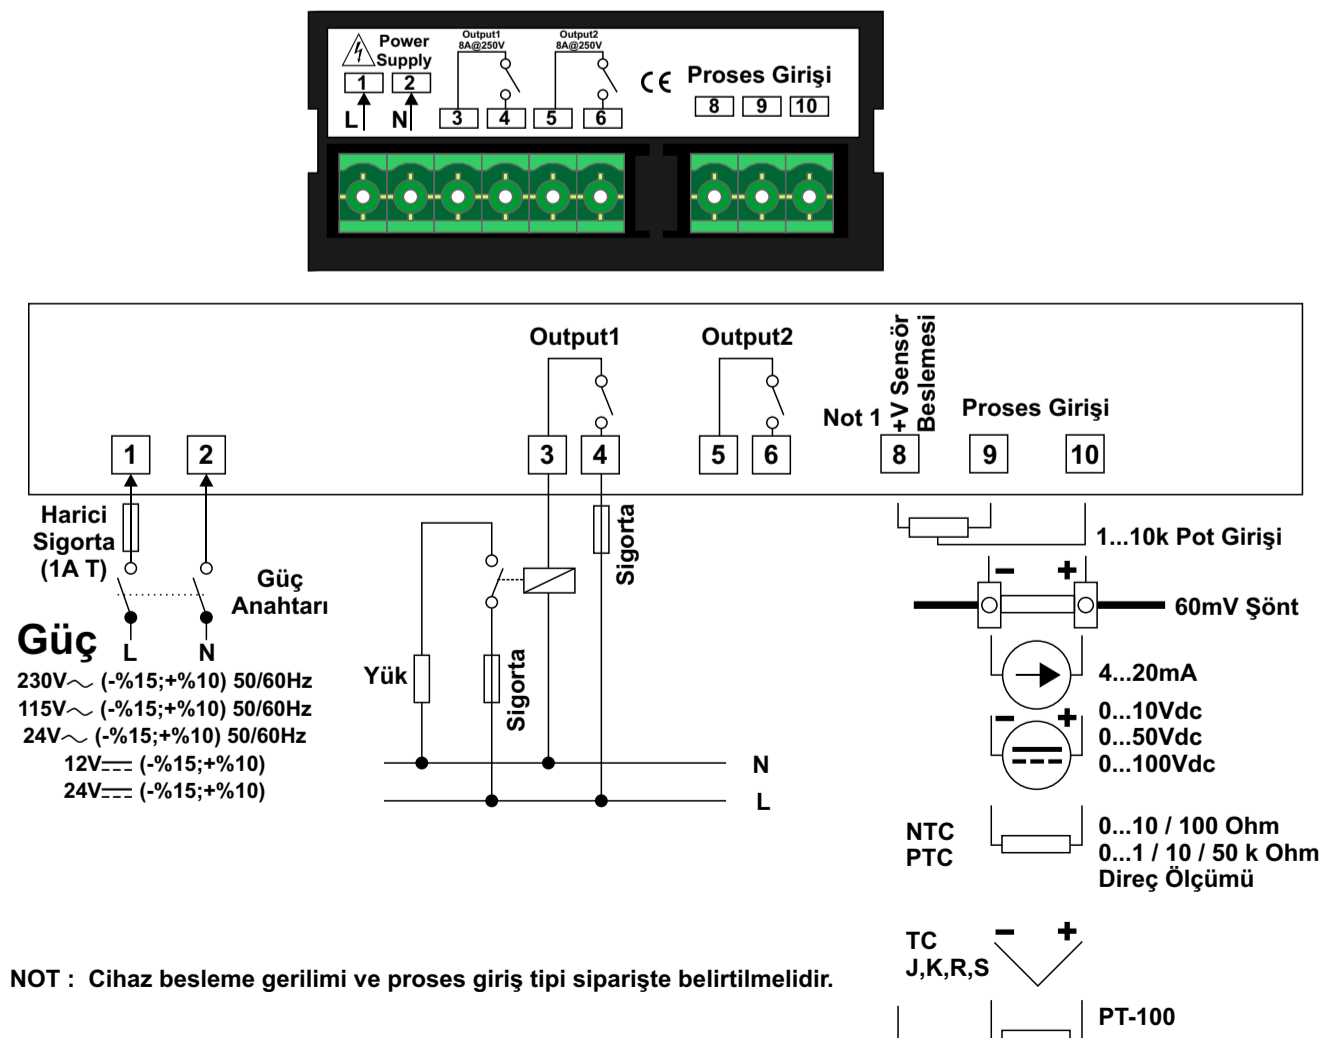 Power
Supply
Output1
8A@250V
Output2
8A@250V
1
2
L
N
3
4
5
6
CE
Proses Girişi
8
9
10
Output1
Output2
Not 1
+V Sensör
Beslemesi
Proses Girişi
1
2
3
4
5
6
8
9
10
Harici
Sigorta
(1A T)
Güç
Anahtarı
Güç
L
N
230V～ (-%15;+%10) 50/60Hz
115V～ (-%15;+%10) 50/60Hz
24V～ (-%15;+%10) 50/60Hz
12V⎓ (-%15;+%10)
24V⎓ (-%15;+%10)
Yük
Sigorta
Sigorta
N
L
1...10k Pot Girişi
- +
60mV Şönt
4...20mA
- +
0...10Vdc
0...50Vdc
0...100Vdc
NTC
PTC
0...10 / 100 Ohm
0...1 / 10 / 50 k Ohm
Direç Ölçümü
- +
TC
J,K,R,S
PT-100
NOT : Cihaz besleme gerilimi ve proses giriş tipi siparişte belirtilmelidir.